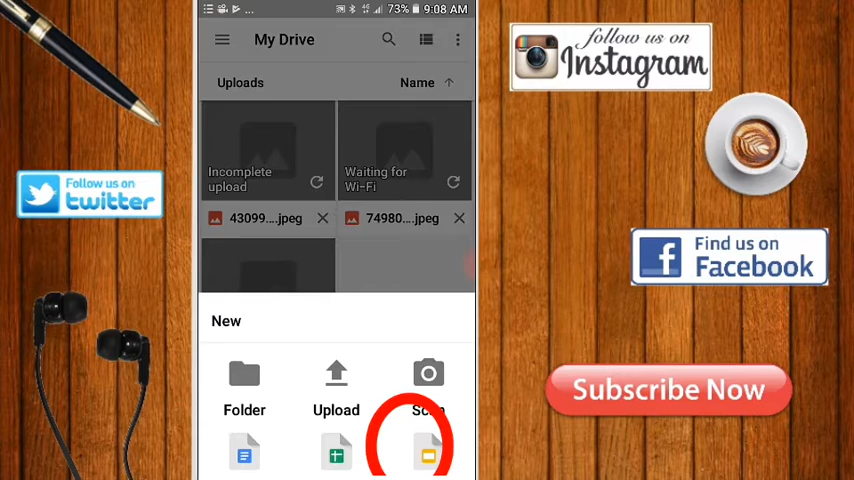 ... 73% 9:08 AM
My Drive
Uploads Name
Incomplete
upload
Waiting for
Wi-Fi
43099....jpeg
74980....jpeg
New
Folder Upload
follow us on
Instagram
Follow us on
twitter
Find us on
Facebook
Subscribe Now